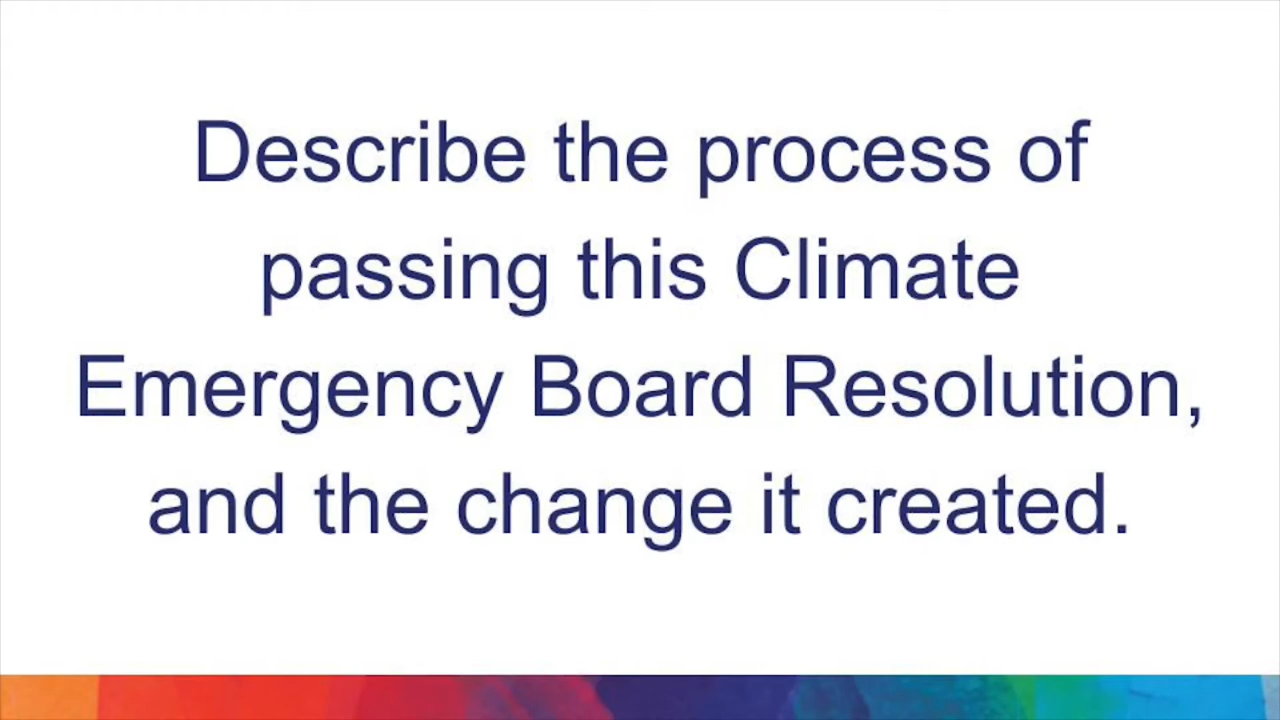 Describe the process of
passing this Climate
Emergency Board Resolution,
and the change it created.